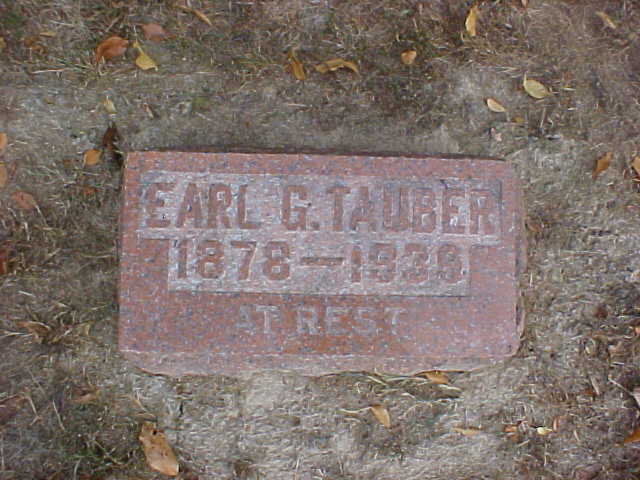 EARL G. TAUBER
1878 — 1939
AT REST